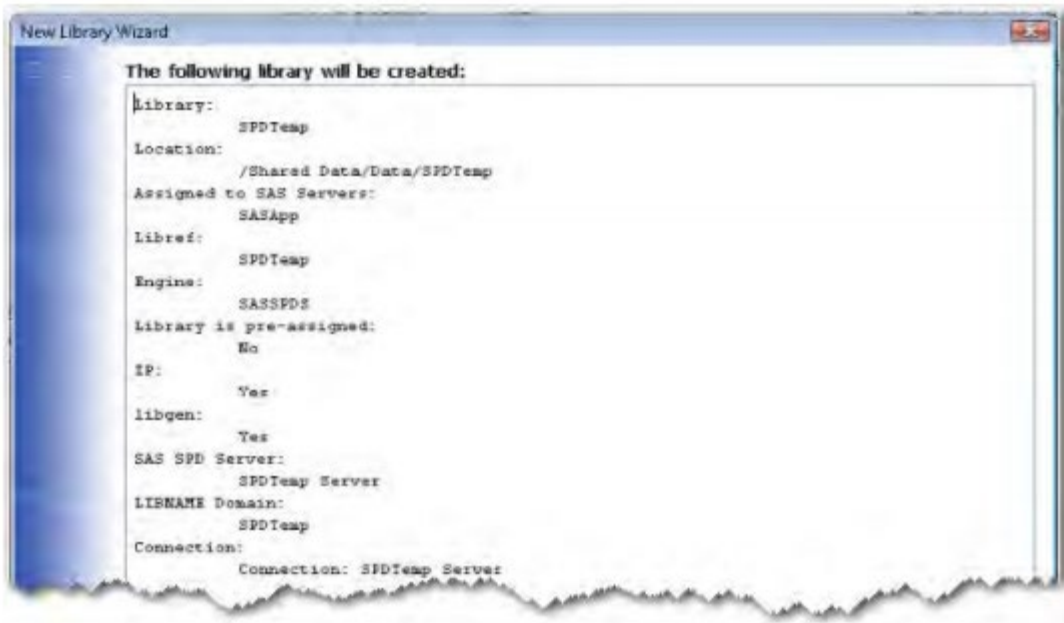 New Library Wizard
The following library will be created:
Library:
SPDTemp
Location:
/Shared Data/Data/SPDTemp
Assigned to SAS Servers:
SASApp
Libref:
SPDTemp
Engine:
SASSPDS
Library is pre-assigned:
No
IP:
Yes
libgen:
Yes
SAS SPD Server:
SPDTemp Server
LIBNAME Domain:
SPDTemp
Connection:
Connection: SPDTemp Server